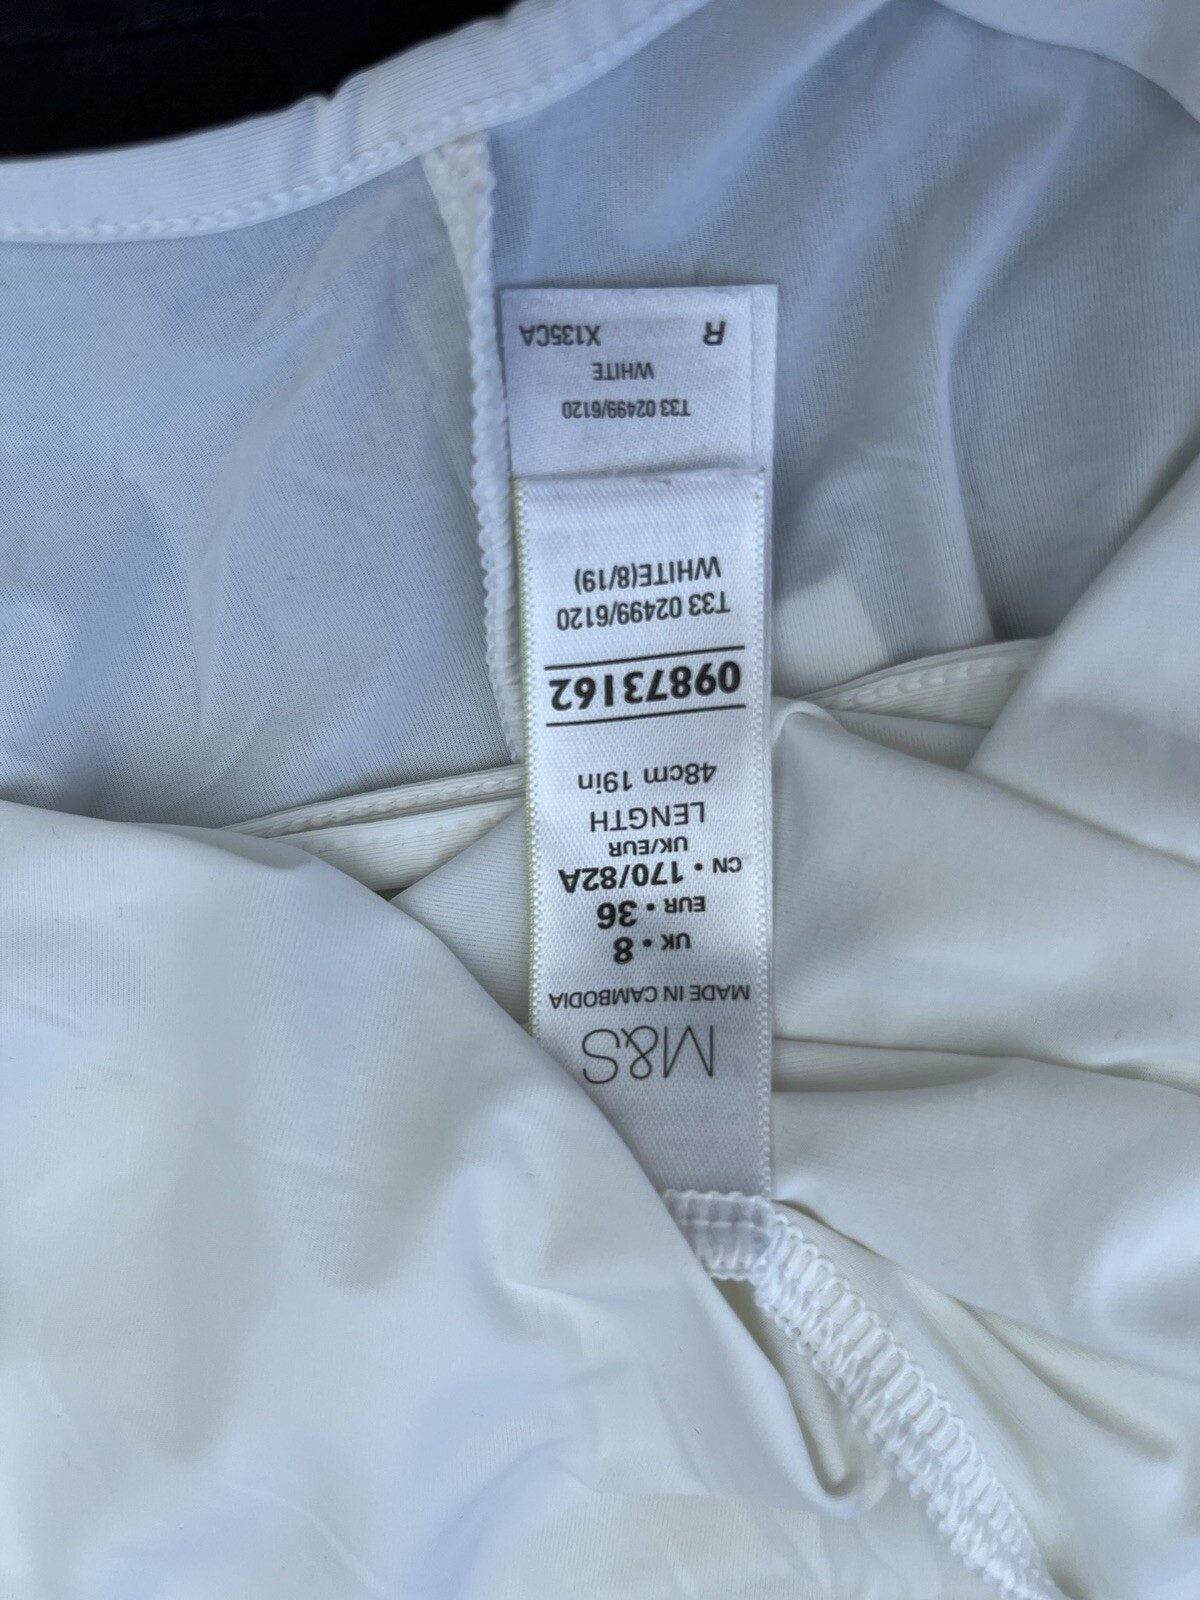 M&S
MADE IN CAMBODIA
UK • 8
EUR • 36
CN • 170/82A
UK/EUR
LENGTH
48cm 19in
09873162
T33 02499/6120
WHITE(8/19)
T33 02499/6120
WHITE
R X135CA